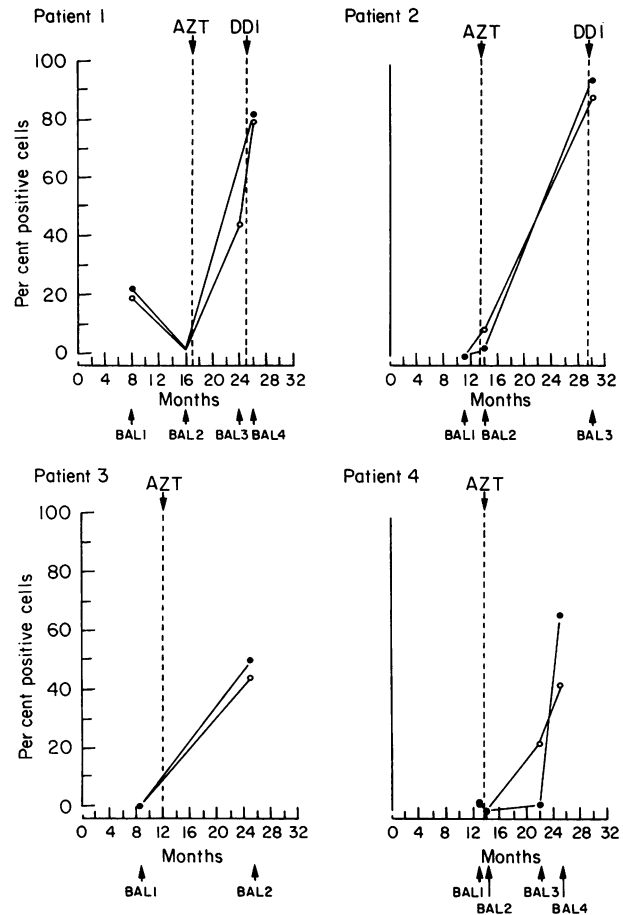 Patient 1
AZT DDI
Per cent positive cells
100
80
60
40
20
0
0 4 8 12 16 20 24 28 32
Months
BAL1 BAL2 BAL3 BAL4
Patient 2
AZT DDI
0 4 8 12 16 20 24 28 32
Months
BAL1 BAL2 BAL3
Patient 3
AZT
Per cent positive cells
100
80
60
40
20
0
0 4 8 12 16 20 24 28 32
Months
BAL1 BAL2
Patient 4
AZT
0 4 8 12 16 20 24 28 32
Months
BAL1 BAL3
BAL2 BAL4